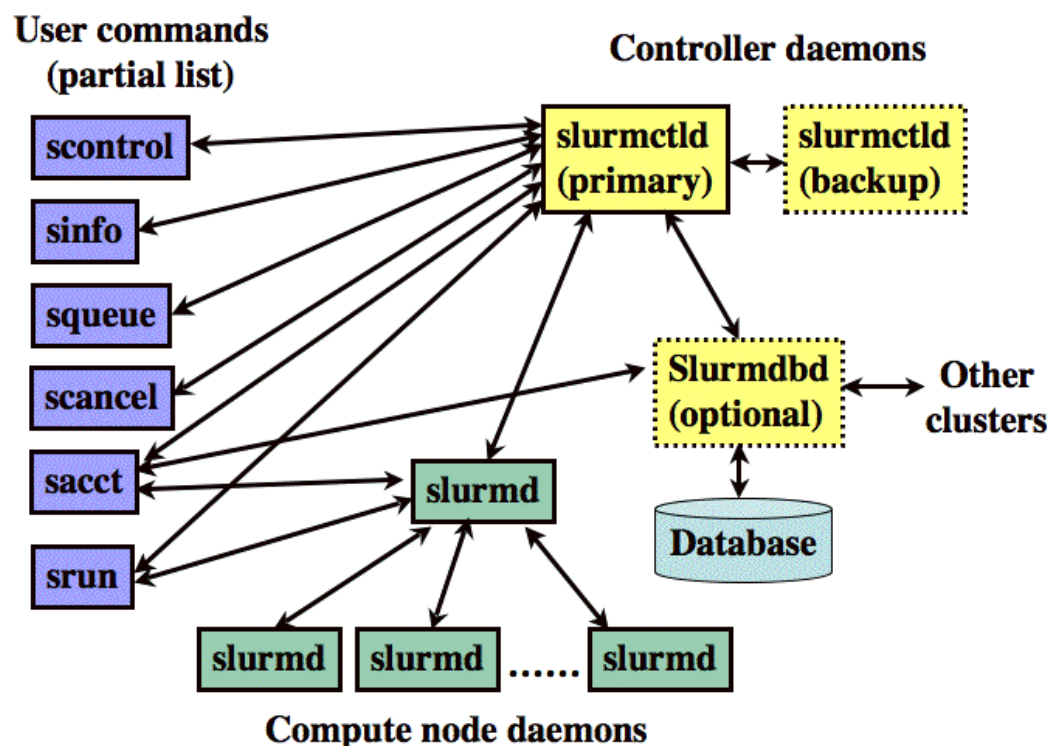 User commands
(partial list)
Controller daemons
scontrol
sinfo
squeue
scancel
sacct
srun
slurmctld
(primary)
slurmctld
(backup)
Slurmdbd
(optional)
Other
clusters
Database
slurmd
slurmd
slurmd
......
slurmd
Compute node daemons